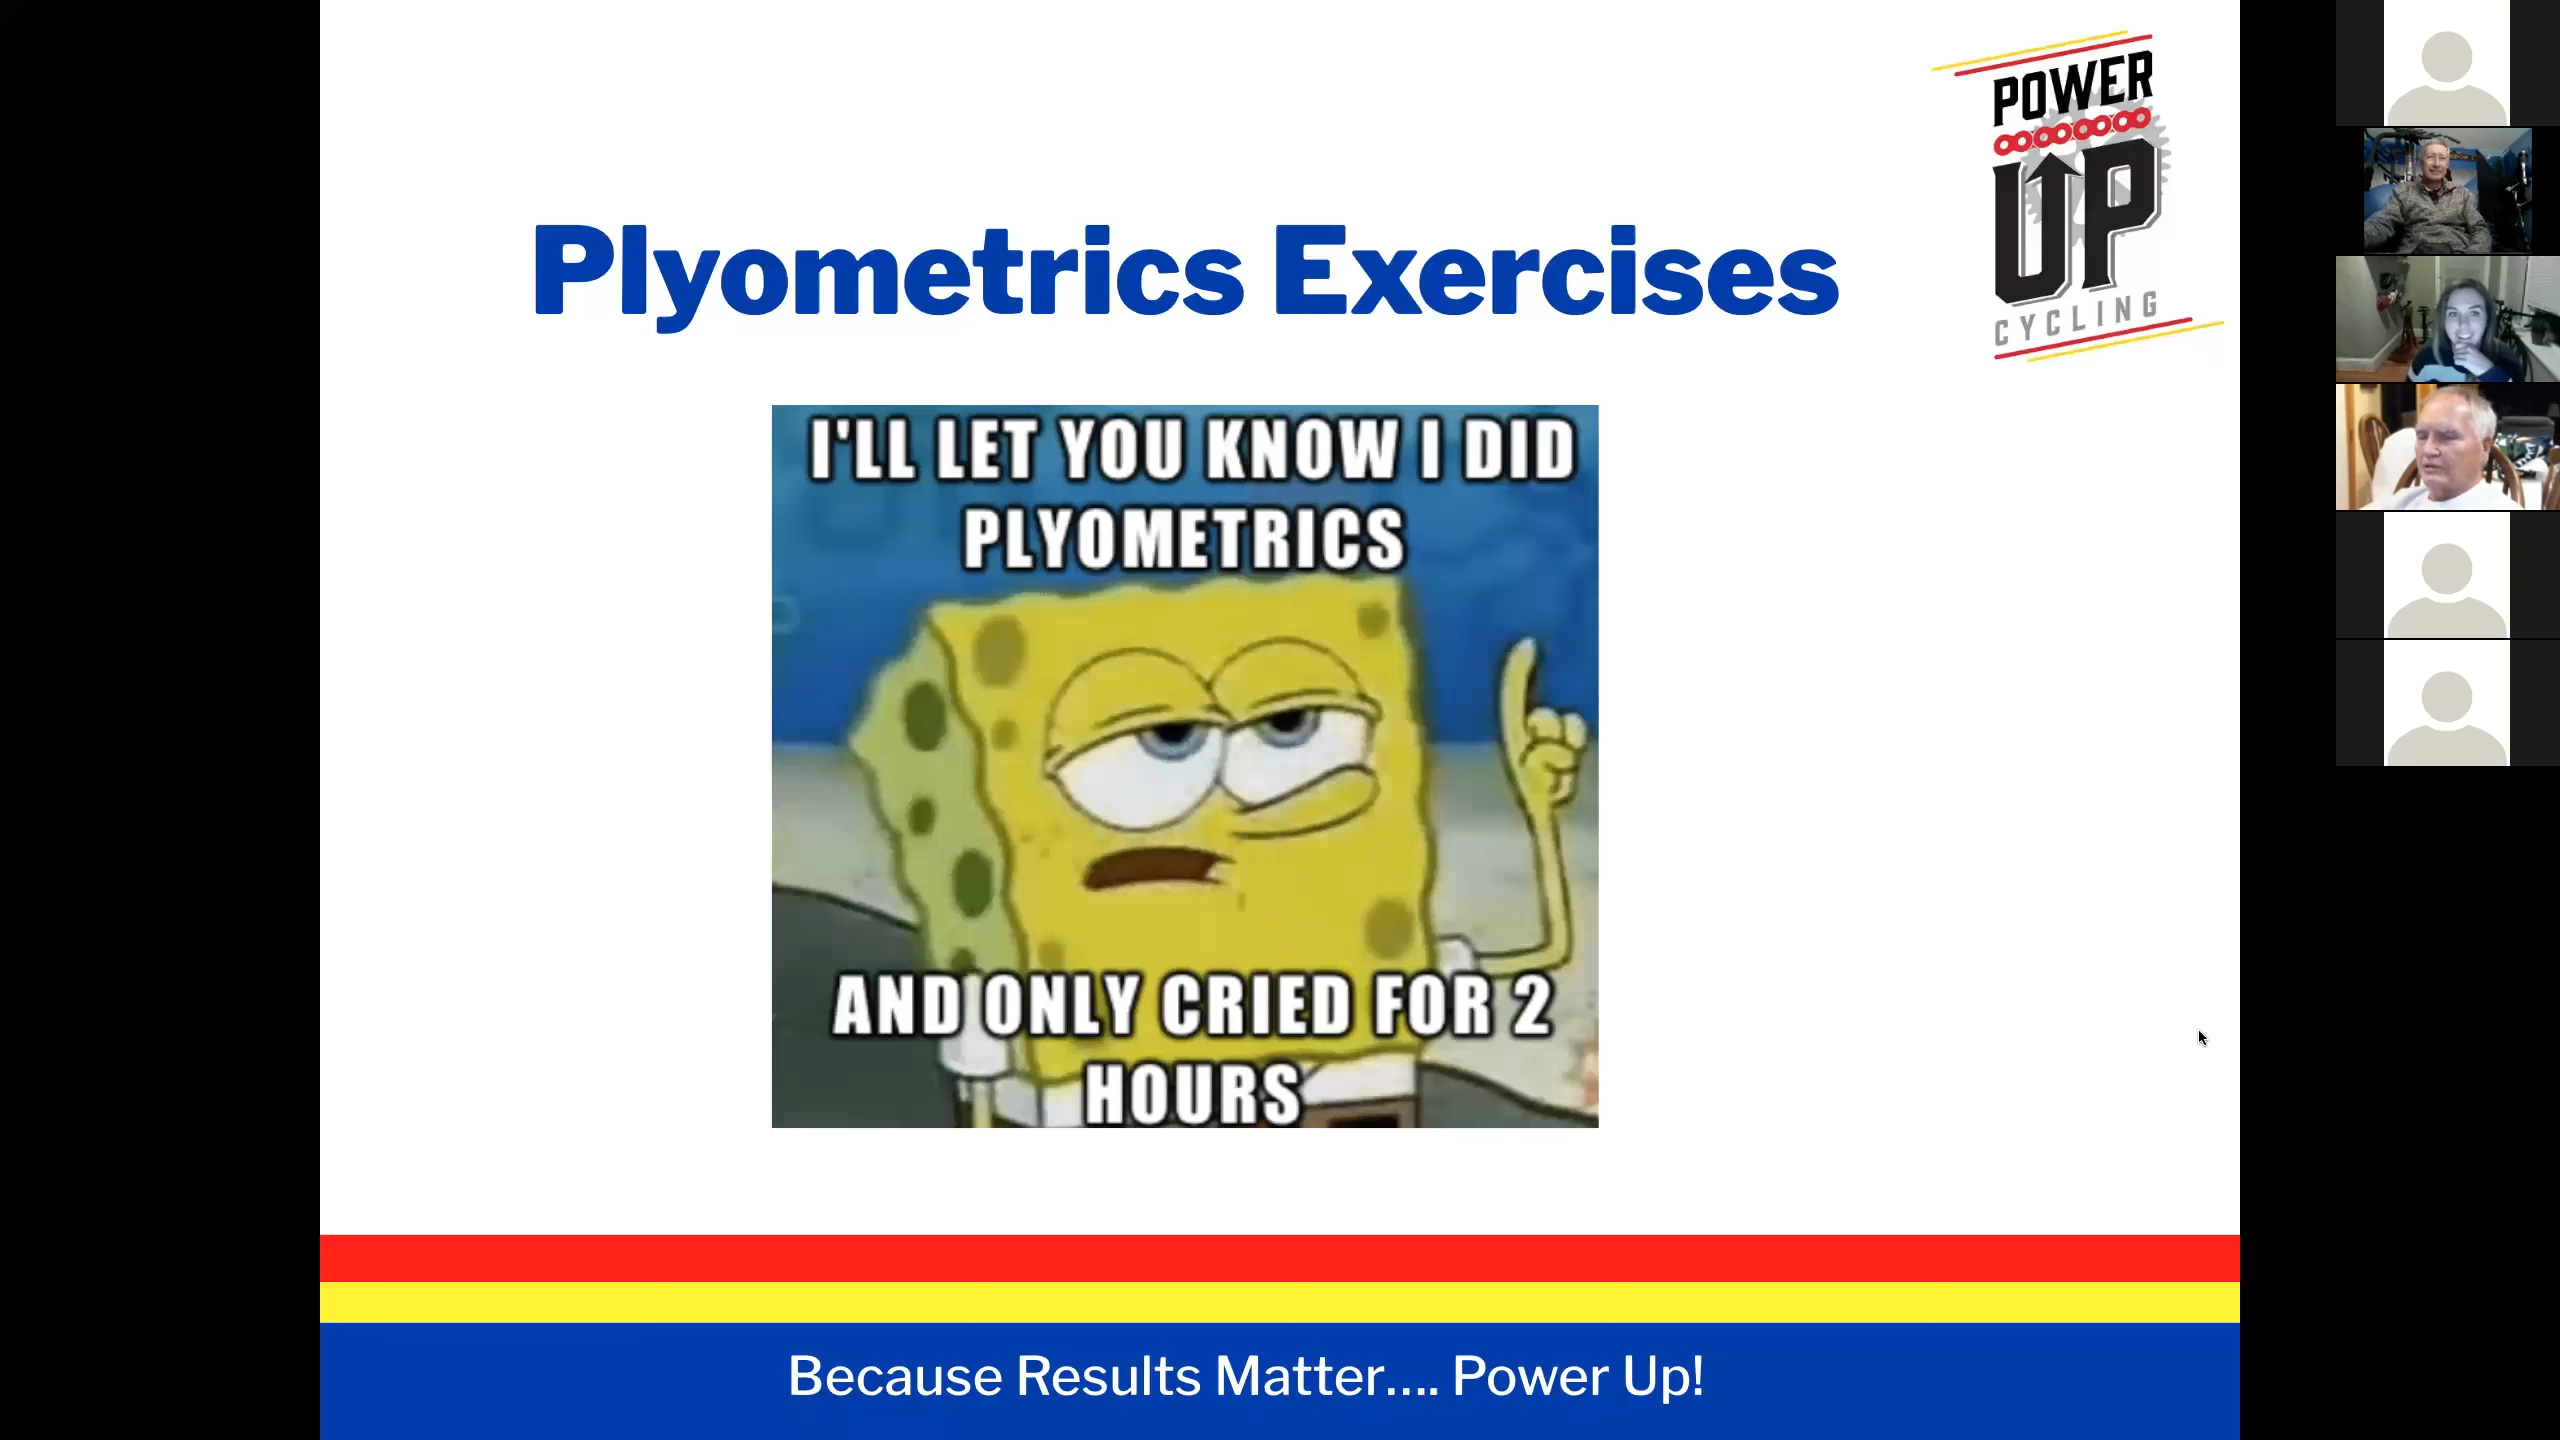 Plyometrics Exercises
POWER
UP
CYCLING
I'LL LET YOU KNOW I DID
PLYOMETRICS
AND ONLY CRIED FOR 2
HOURS
Because Results Matter.... Power Up!